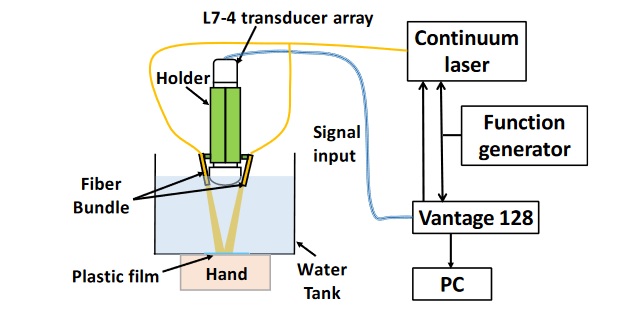 L7-4 transducer array
Continuum
laser
Holder
Signal
input
Function
generator
Fiber
Bundle
Vantage 128
Plastic film
Hand
Water
Tank
PC